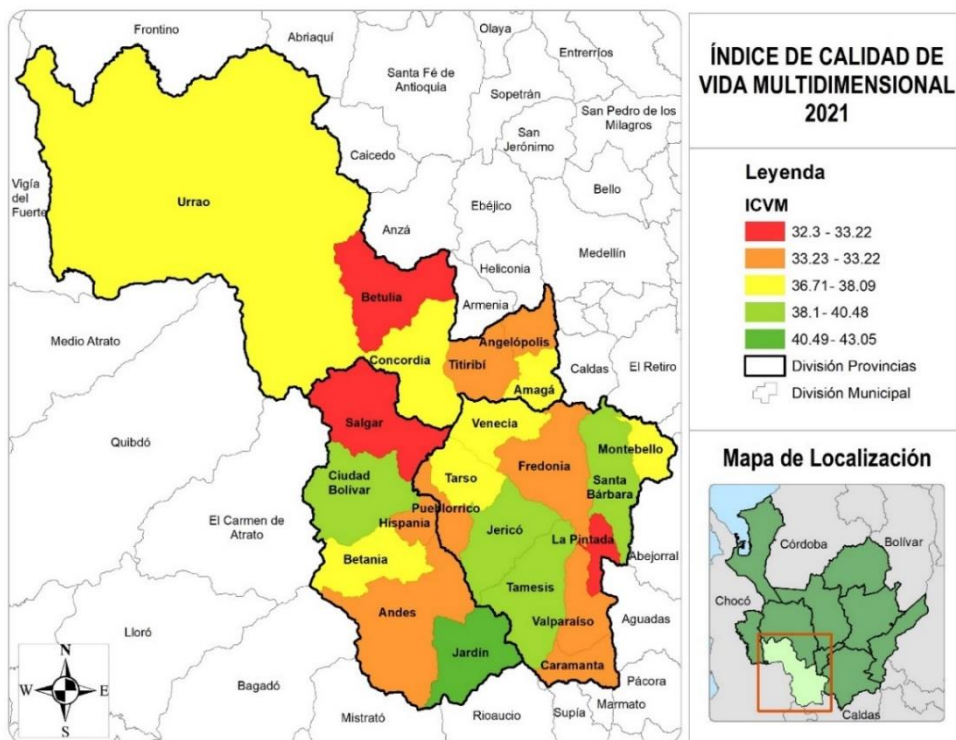 Frontino
Abriaquí
Olaya
Entrerríos
Santa Fé de
Antioquia
Sopetrán
San Pedro de los
Milagros
San
Jerónimo
Caicedo
Vigía
del
Fuerte
Urrao
Bello
Ebéjico
Anzá
Medellín
Heliconia
Betulia
Armenia
Medio Atrato
Angelópolis
Concordia
Titiribí
Caldas
El Retiro
Amagá
Salgar
Venecia
Quibdó
Montebello
Fredonia
Ciudad
Bolívar
Tarso
Santa
Bárbara
Pueblorrico
Hispania
El Carmen de
Atrato
Jericó
La Pintada
Abejorral
Betania
Tamesis
Andes
Valparaíso
Aguadas
Lloró
Jardín
Caramanta
Pácora
Bagadó
Marmato
Supía
Mistrató
Rioaucio
N
W
E
S
ÍNDICE DE CALIDAD DE
VIDA MULTIDIMENSIONAL
2021
Leyenda
ICVM
32.3 - 33.22
33.23 - 33.22
36.71- 38.09
38.1 - 40.48
40.49 - 43.05
División Provincias
División Municipal
Mapa de Localización
Córdoba
Bolívar
Chocó
Caldas